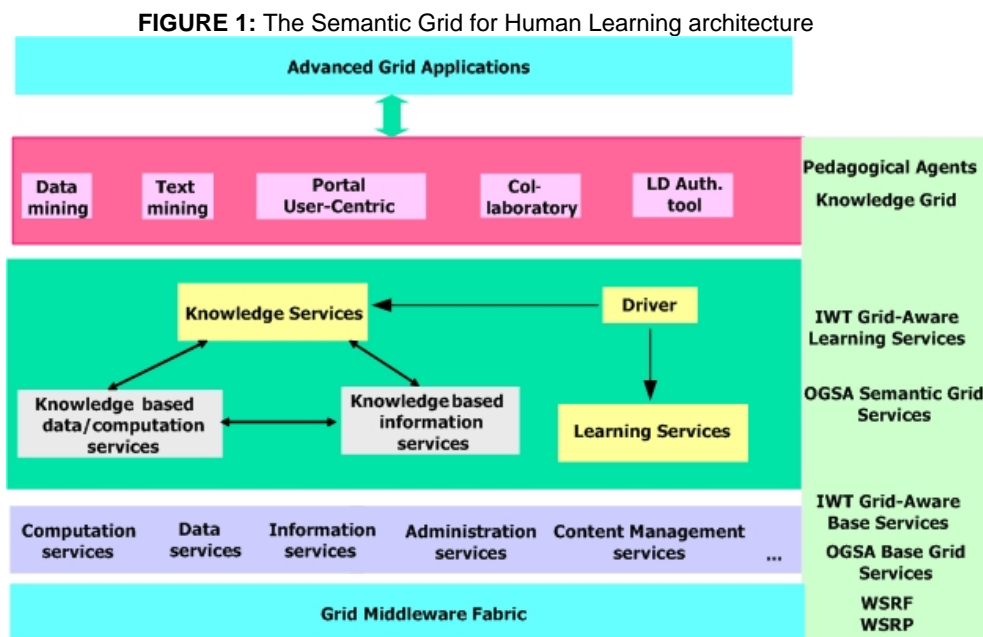 FIGURE 1: The Semantic Grid for Human Learning architecture
Advanced Grid Applications
Data
mining
Text
mining
Portal
User-Centric
Col-
laboratory
LD Auth.
tool
Pedagogical Agents
Knowledge Grid
Knowledge Services
Driver
Knowledge based
data/computation
services
Knowledge based
information
services
Learning Services
IWT Grid-Aware
Learning Services
OGSA Semantic Grid
Services
Computation
services
Data
services
Information
services
Administration
services
Content Management
services
...
IWT Grid-Aware
Base Services
OGSA Base Grid
Services
Grid Middleware Fabric
WSRF
WSRP